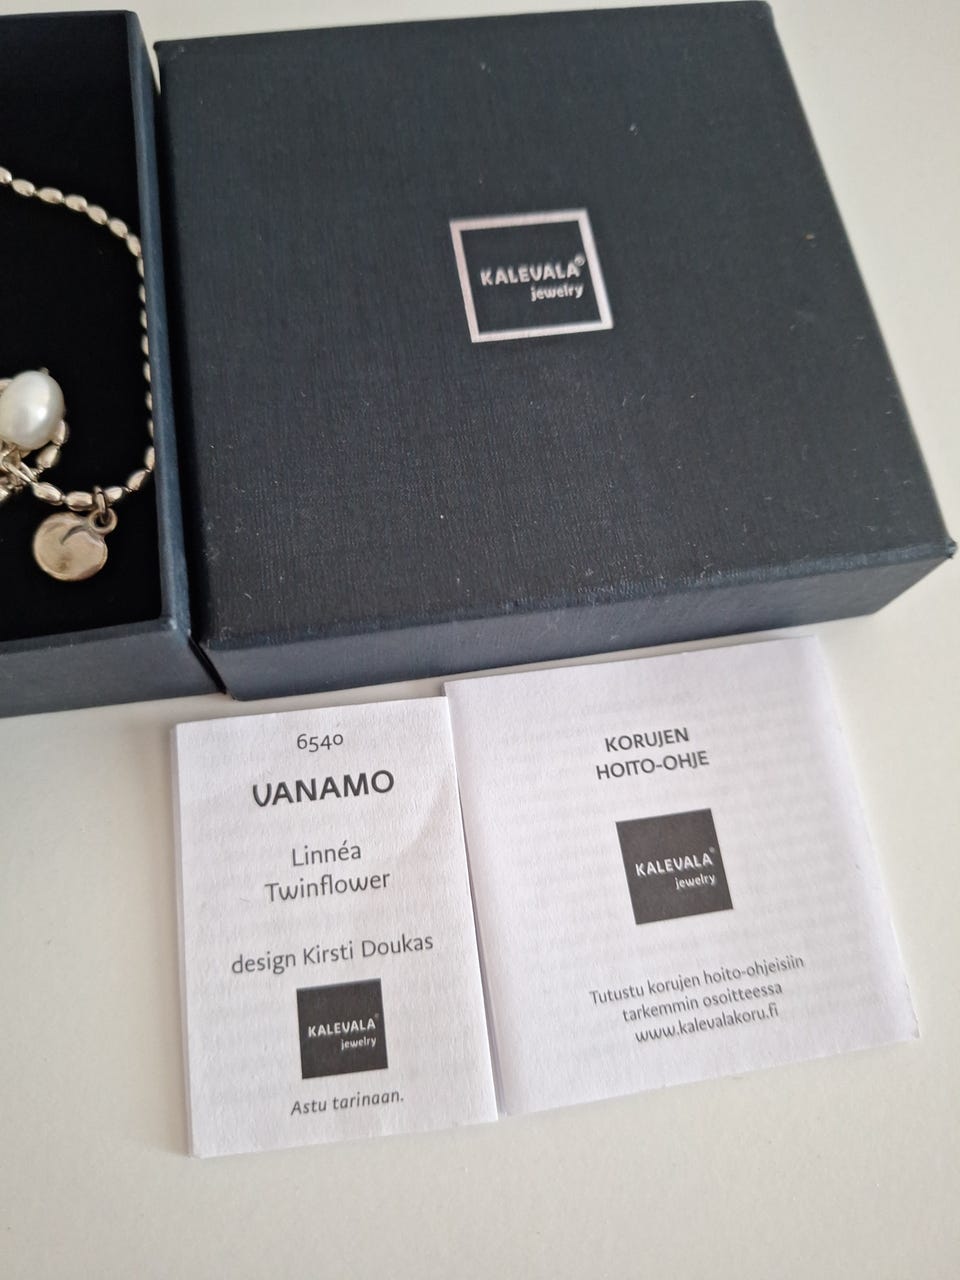 KALEVALA®
jewelry
6540
VANAMO
Linnéa
Twinflower
design Kirsti Doukas
KALEVALA®
jewelry
Astu tarinaan.
KORUJEN
HOITO-OHJE
KALEVALA®
jewelry
Tutustu korujen hoito-ohjeisiin
tarkemmin osoitteessa
www.kalevalakoru.fi